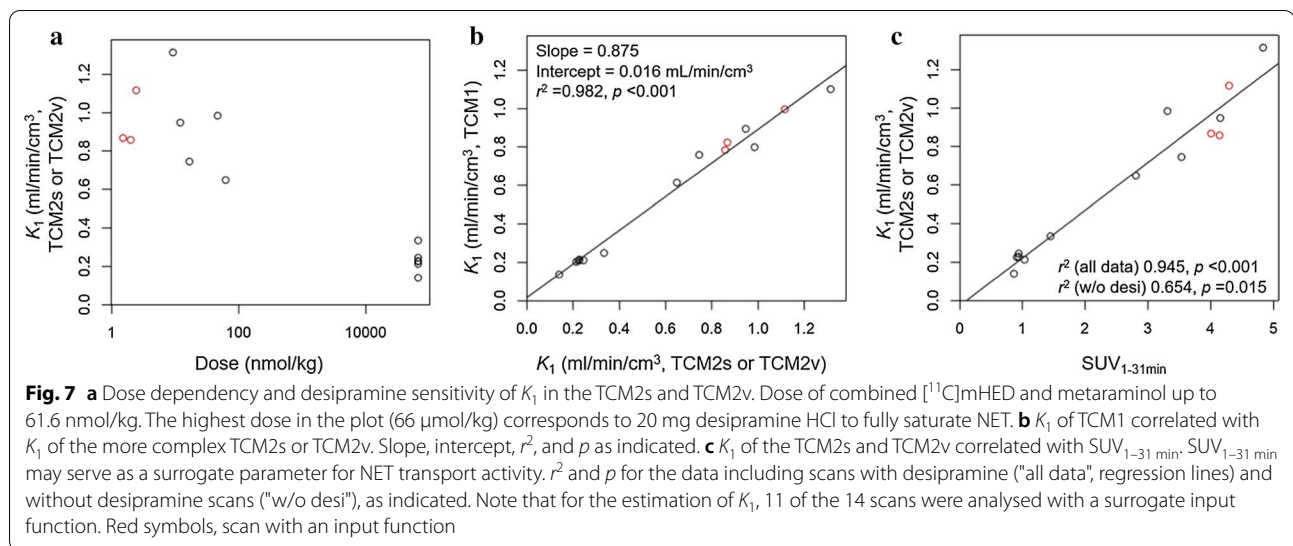 a
K1 (ml/min/cm3,
TCM2s or TCM2v)
0.0 0.2 0.4 0.6 0.8 1.0 1.2
1 100 10000
Dose (nmol/kg)
b
Slope = 0.875
Intercept = 0.016 mL/min/cm3
r2 =0.982, p <0.001
K1 (ml/min/cm3, TCM1)
0.0 0.2 0.4 0.6 0.8 1.0 1.2
0.0 0.2 0.4 0.6 0.8 1.0 1.2
K1 (ml/min/cm3, TCM2s or TCM2v)
c
K1 (ml/min/cm3,
TCM2s or TCM2v)
0.0 0.2 0.4 0.6 0.8 1.0 1.2
r2 (all data) 0.945, p <0.001
r2 (w/o desi) 0.654, p =0.015
0 1 2 3 4 5
SUV1-31min
Fig. 7 a Dose dependency and desipramine sensitivity of K1 in the TCM2s and TCM2v. Dose of combined [11C]mHED and metaraminol up to
61.6 nmol/kg. The highest dose in the plot (66 µmol/kg) corresponds to 20 mg desipramine HCl to fully saturate NET. b K1 of TCM1 correlated with
K1 of the more complex TCM2s or TCM2v. Slope, intercept, r2, and p as indicated. c K1 of the TCM2s and TCM2v correlated with SUV1–31 min. SUV1–31 min
may serve as a surrogate parameter for NET transport activity. r2 and p for the data including scans with desipramine ("all data", regression lines) and
without desipramine scans ("w/o desi"), as indicated. Note that for the estimation of K1, 11 of the 14 scans were analysed with a surrogate input
function. Red symbols, scan with an input function